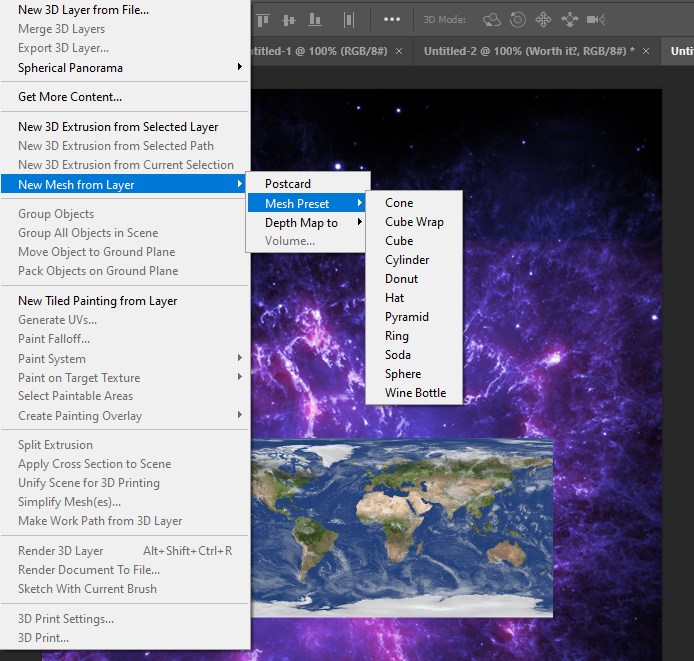 New 3D Layer from File...
Merge 3D Layers
Export 3D Layer...
Spherical Panorama
Get More Content...
New 3D Extrusion from Selected Layer
New 3D Extrusion from Selected Path
New 3D Extrusion from Current Selection
New Mesh from Layer
Group Objects
Group All Objects in Scene
Move Object to Ground Plane
Pack Objects on Ground Plane
New Tiled Painting from Layer
Generate UVs...
Paint Falloff...
Paint System
Paint on Target Texture
Select Paintable Areas
Create Painting Overlay
Split Extrusion
Apply Cross Section to Scene
Unify Scene for 3D Printing
Simplify Mesh(es)...
Make Work Path from 3D Layer
Render 3D Layer Alt+Shift+Ctrl+R
Render Document To File...
Sketch With Current Brush
3D Print Settings...
3D Print...
Postcard
Mesh Preset
Depth Map to
Volume...
Cone
Cube Wrap
Cube
Cylinder
Donut
Hat
Pyramid
Ring
Soda
Sphere
Wine Bottle
3D Mode:
ntitled-1 @ 100% (RGB/8#) ×
Untitled-2 @ 100% (Worth it?, RGB/8#) * ×
Unti